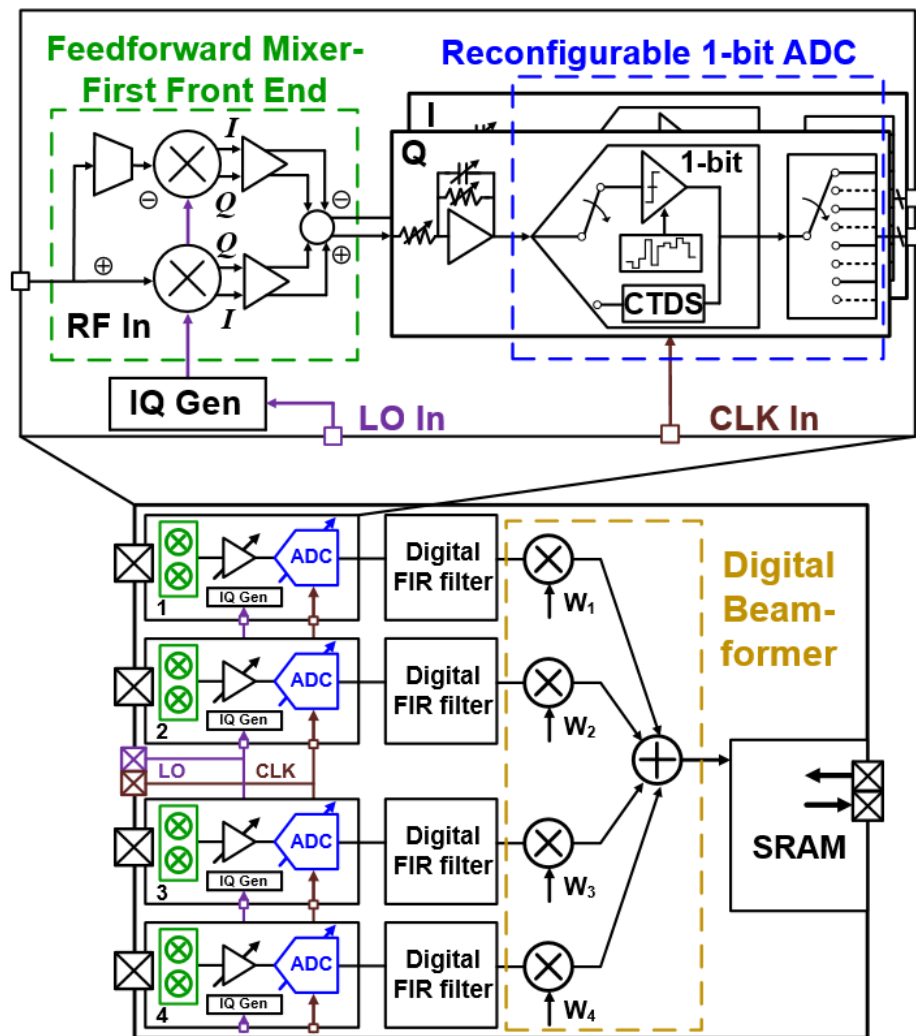 Feedforward Mixer-
First Front End
Reconfigurable 1-bit ADC
I
Q
I
Q
Q
I
1-bit
CTDS
RF In
IQ Gen
LO In
CLK In
1
IQ Gen
ADC
Digital
FIR filter
W1
Digital
Beam-
former
2
IQ Gen
ADC
Digital
FIR filter
W2
LO
CLK
3
IQ Gen
ADC
Digital
FIR filter
W3
SRAM
4
IQ Gen
ADC
Digital
FIR filter
W4